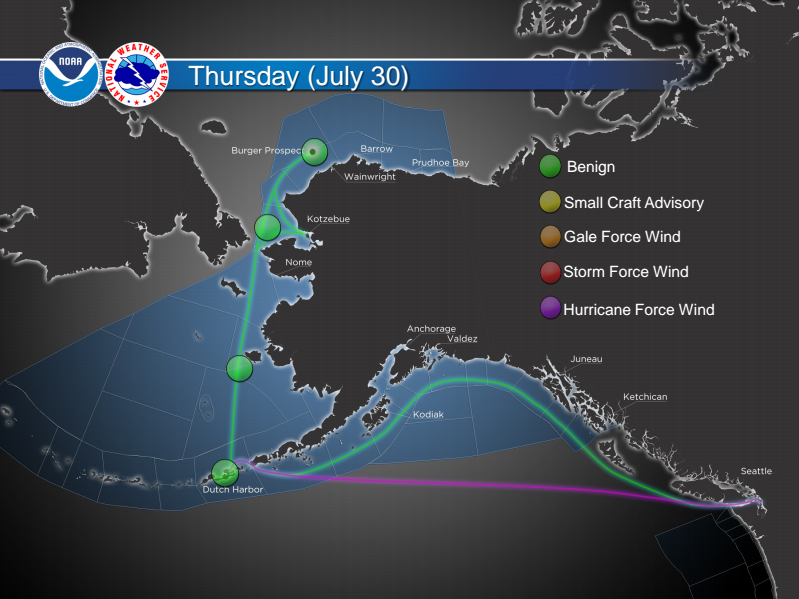 NOAA
NATIONAL WEATHER SERVICE
Thursday (July 30)
Burger Prospect
Barrow
Prudhoe Bay
Wainwright
Benign
Small Craft Advisory
Kotzebue
Gale Force Wind
Nome
Storm Force Wind
Hurricane Force Wind
Anchorage
Valdez
Juneau
Ketchican
Kodiak
Seattle
Dutch Harbor